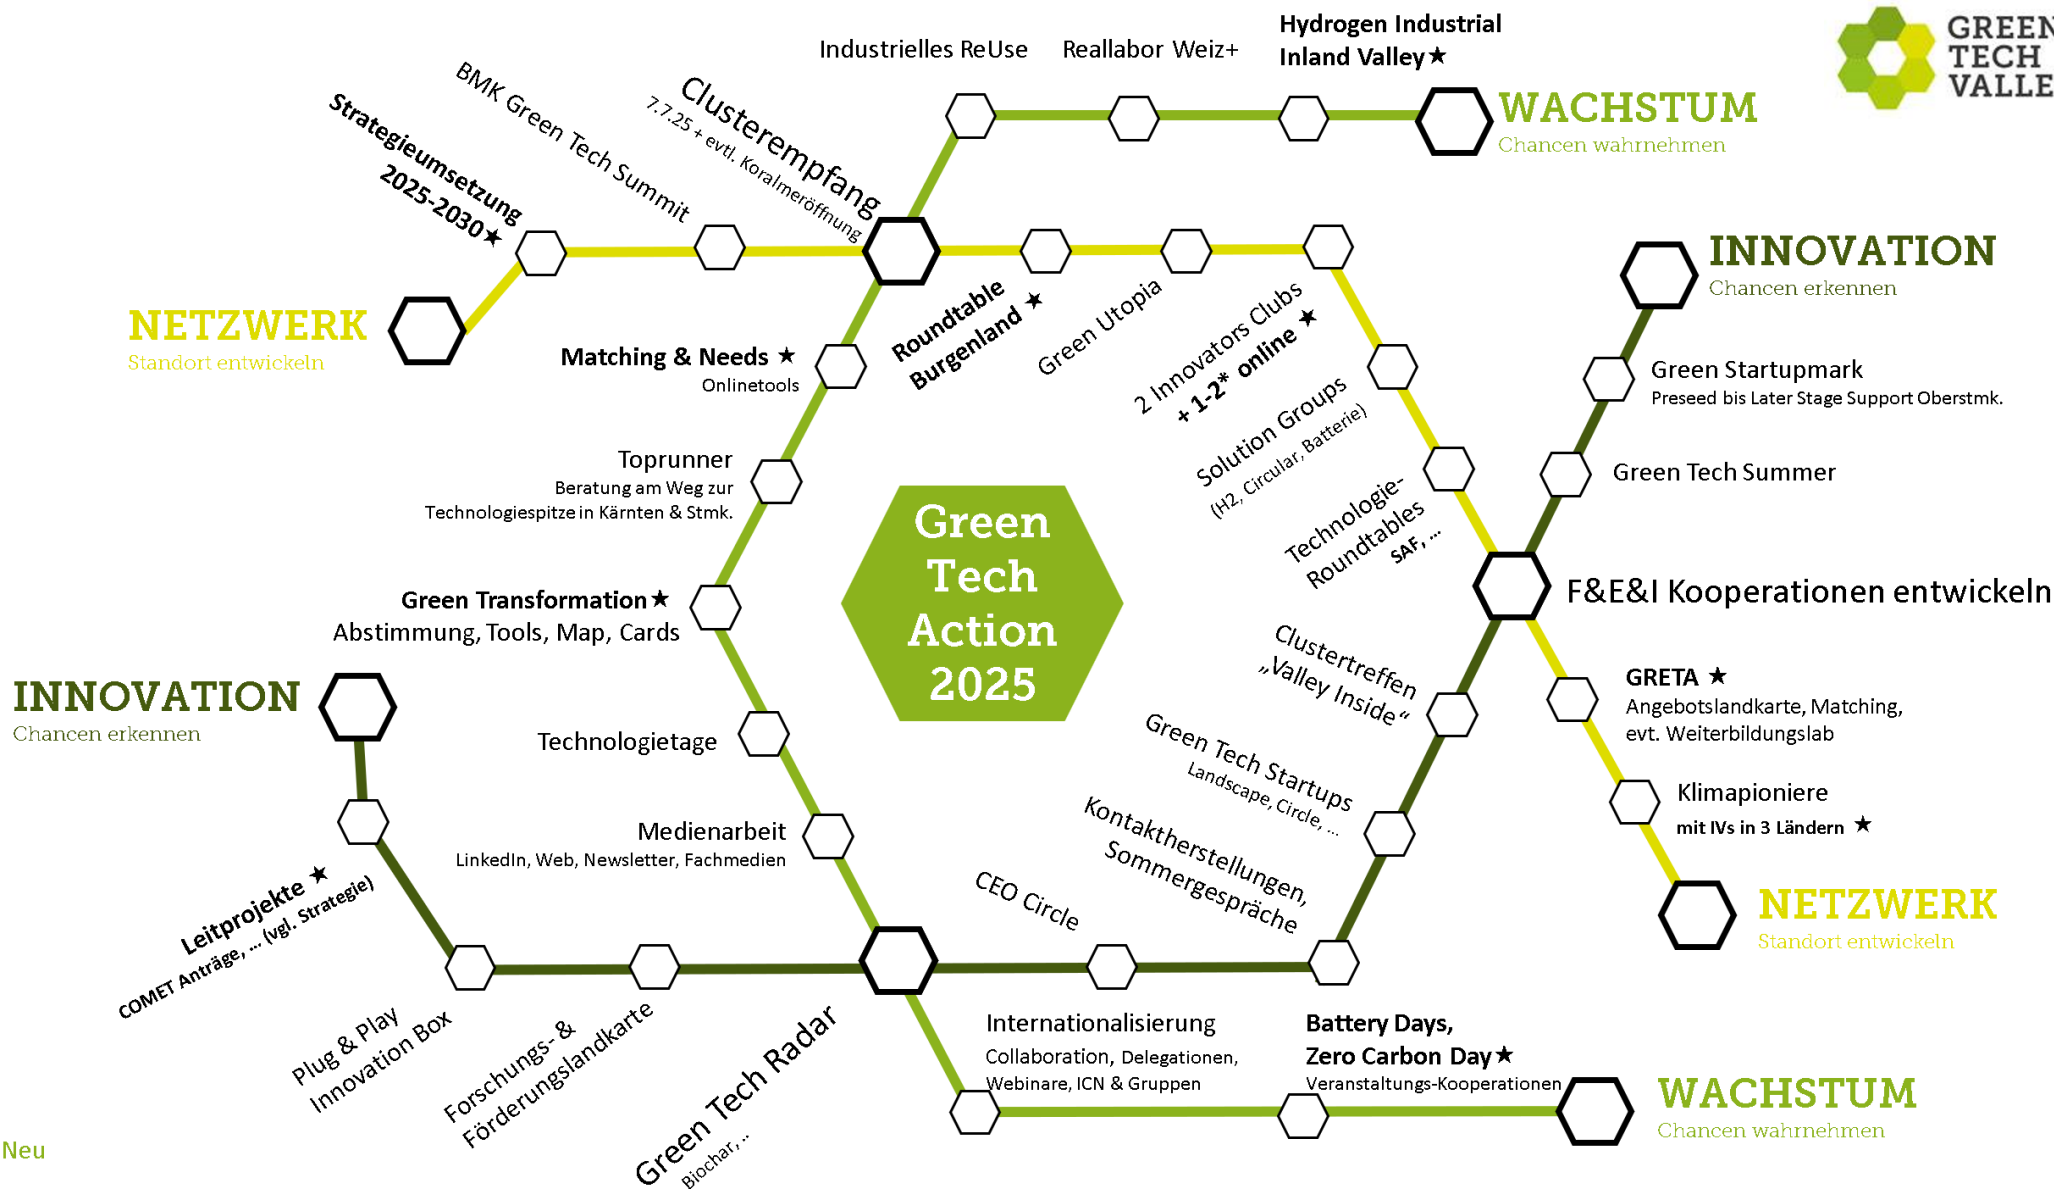 Hydrogen Industrial
Inland Valley★
Industrielles ReUse
Reallabor Weiz+
GREEN
TECH
VALLE
WACHSTUM
Chancen wahrnehmen
Clusterempfang
7.7.25 + evtl. Koralmeröffnung
BMK Green Tech Summit
Strategieumsetzung
2025-2030★
NETZWERK
Standort entwickeln
INNOVATION
Chancen erkennen
Roundtable
Burgenland ★
Green Utopia
2 Innovators Clubs
+ 1-2* online ★
Solution Groups
(H2, Circular, Batterie)
Technologie-
Roundtables
SAF, ...
Matching & Needs ★
Onlinetools
Green Startupmark
Preseed bis Later Stage Support Oberstmk.
Toprunner
Beratung am Weg zur
Technologiespitze in Kärnten & Stmk.
Green Tech Summer
Green
Tech
Action
2025
Green Transformation★
Abstimmung, Tools, Map, Cards
F&E&I Kooperationen entwickeln
INNOVATION
Chancen erkennen
Clustertreffen
„Valley Inside“
GRETA ★
Angebotslandkarte, Matching,
evt. Weiterbildungslab
Technologietage
Green Tech Startups
Landscape, Circle, ...
Klimapioniere
mit IVs in 3 Ländern ★
Medienarbeit
LinkedIn, Web, Newsletter, Fachmedien
Kontaktherstellungen,
Sommergespräche
CEO Circle
NETZWERK
Standort entwickeln
Leitprojekte ★
COMET Anträge, ... (vgl. Strategie)
Plug & Play
Innovation Box
Forschungs- &
Förderungslandkarte
Green Tech Radar
Biochar,..
Internationalisierung
Collaboration, Delegationen,
Webinare, ICN & Gruppen
Battery Days,
Zero Carbon Day★
Veranstaltungs-Kooperationen
WACHSTUM
Chancen wahrnehmen
Neu